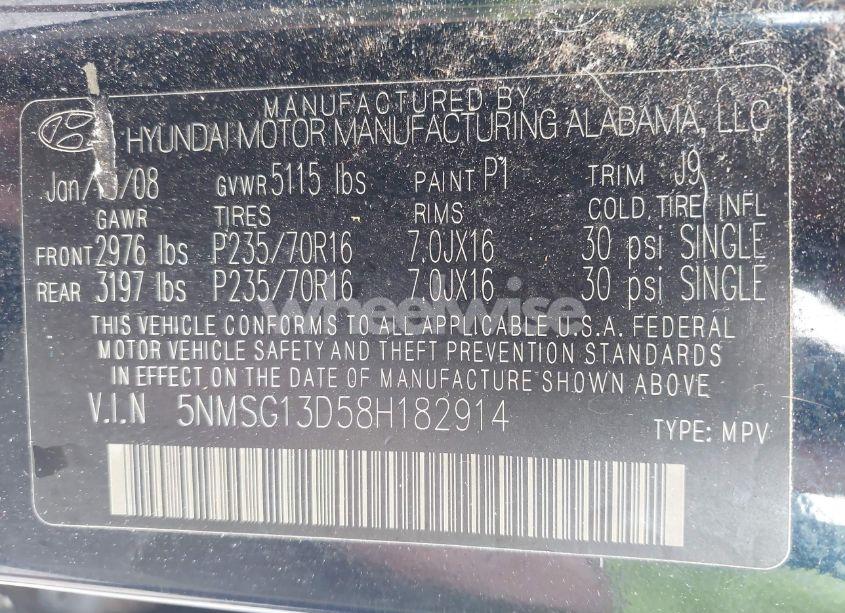 MANUFACTURED BY
HYUNDAI MOTOR MANUFACTURING ALABAMA, LLC
Jan/ /08 GVWR 5115 lbs PAINT P1 TRIM J9
GAWR TIRES RIMS COLD TIRE INFL
FRONT 2976 lbs P235/70R16 7.0JX16 30 psi SINGLE
REAR 3197 lbs P235/70R16 7.0JX16 30 psi SINGLE
wheelwise
THIS VEHICLE CONFORMS TO ALL APPLICABLE U.S.A. FEDERAL
MOTOR VEHICLE SAFETY AND THEFT PREVENTION STANDARDS
IN EFFECT ON THE DATE OF MANUFACTURE SHOWN ABOVE
V.I.N 5NMSG13D58H182914 TYPE: MPV